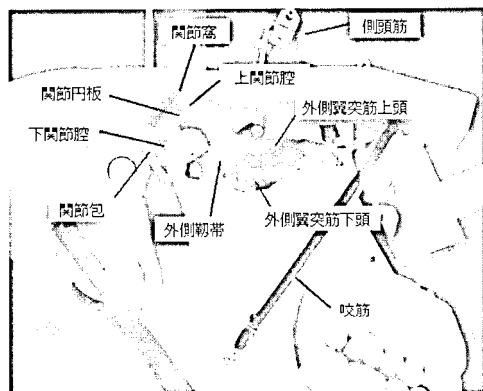 関節窩
側頭筋
上関節腔
関節円板
外側翼突筋上頭
下関節腔
関節包
外側靱帯
外側翼突筋下頭
咬筋